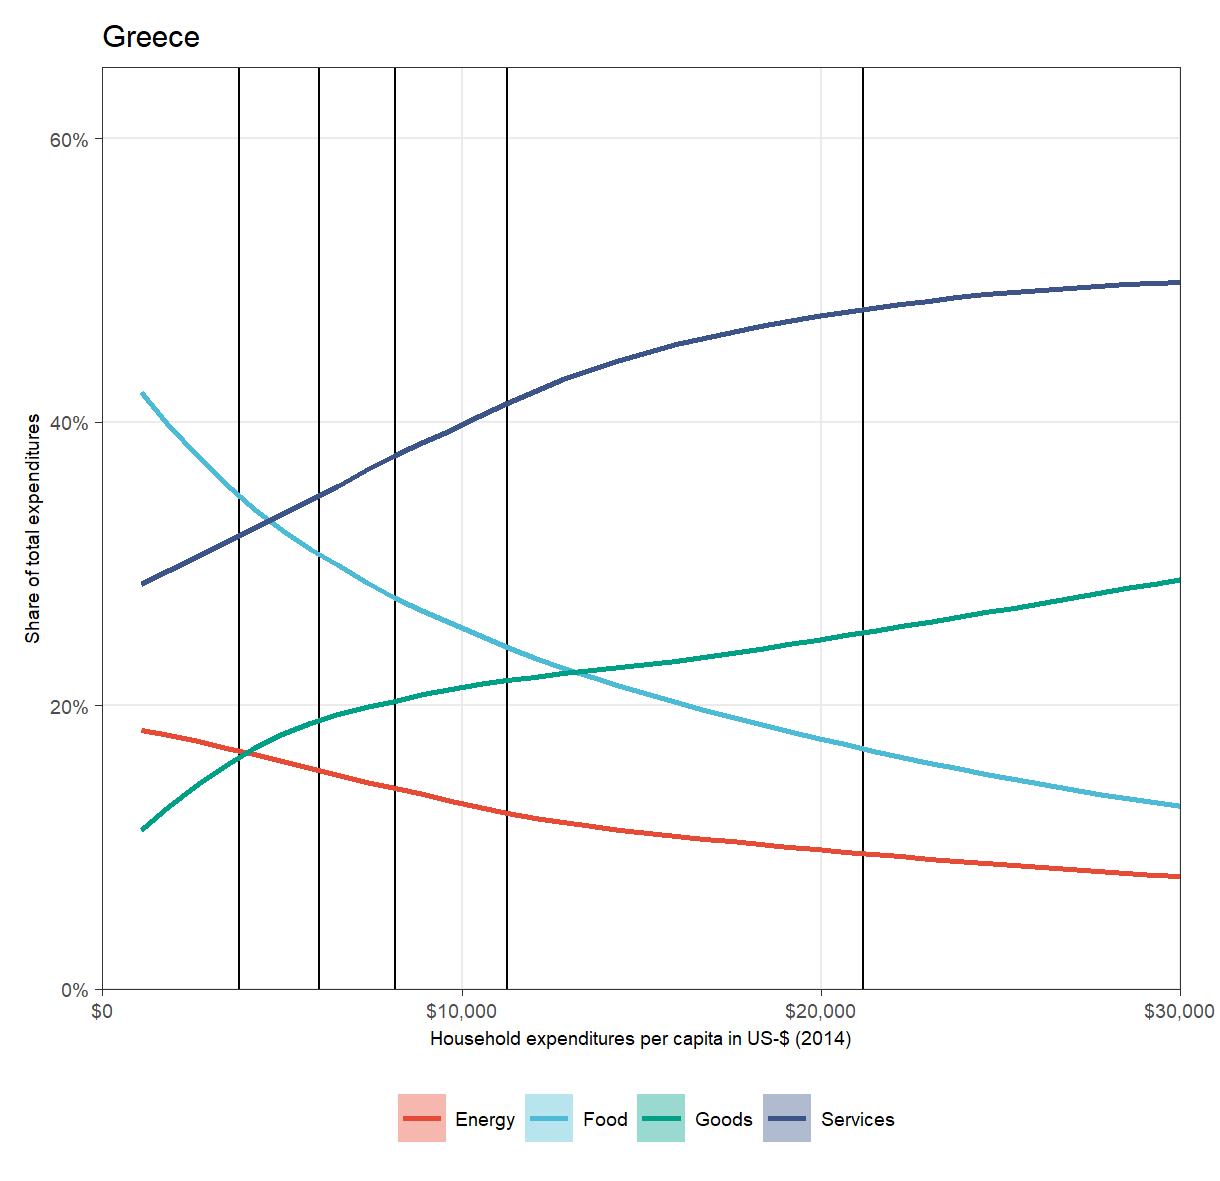 Greece
60%
40%
20%
0%
Share of total expenditures
$0 $10,000 $20,000 $30,000
Household expenditures per capita in US-$ (2014)
Energy Food Goods Services